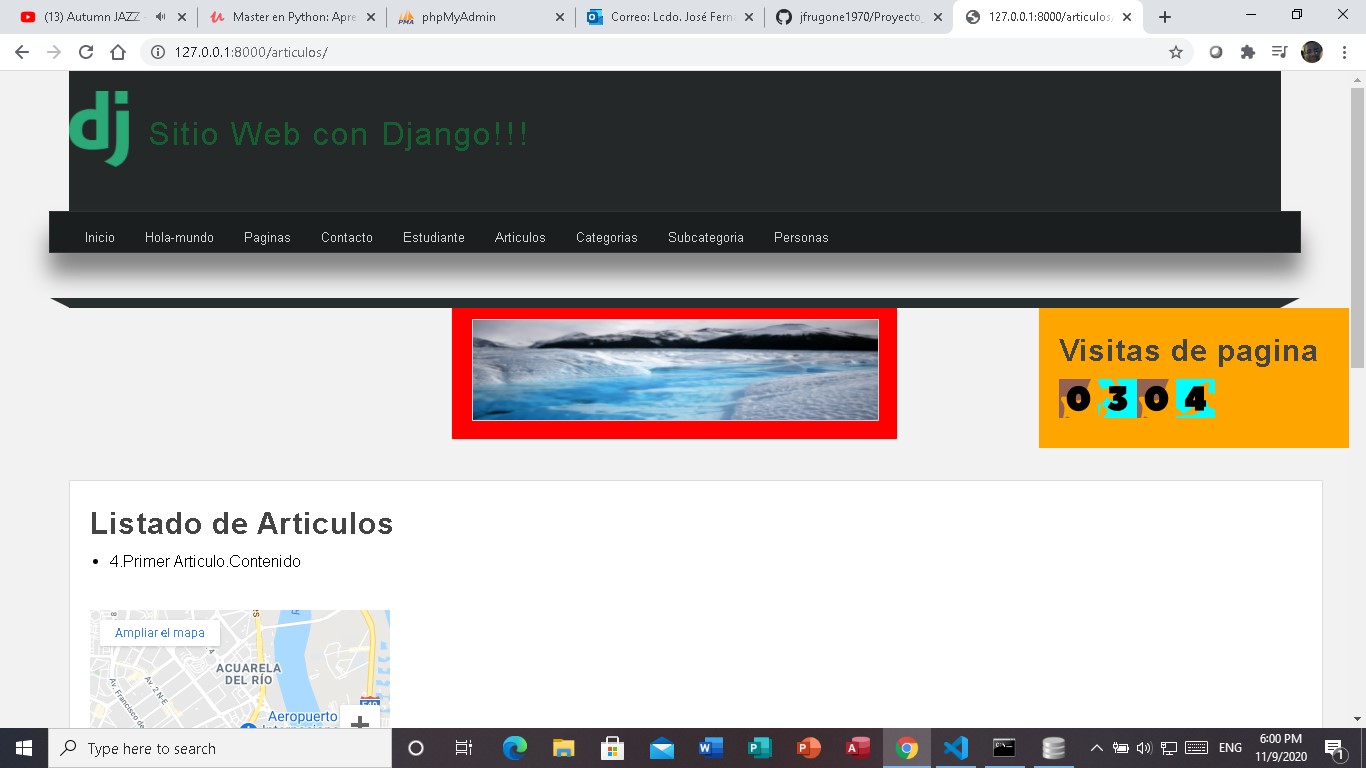 (13) Autumn JAZZ -
Master en Python: Apre
phpMyAdmin
Correo: Lcdo. José Fern
jfrugone1970/Proyecto_
127.0.0.1:8000/articulos/
127.0.0.1:8000/articulos/
dj
Sitio Web con Django!!!
Inicio
Hola-mundo
Paginas
Contacto
Estudiante
Articulos
Categorias
Subcategoria
Personas
Visitas de pagina
0304
Listado de Articulos
4.Primer Articulo.Contenido
Ampliar el mapa
ACUARELA
DEL RÍO
Av. 2 N-E
Av. Francisco de
E40
Aeropuerto
Type here to search
ENG
6:00 PM
11/9/2020
1